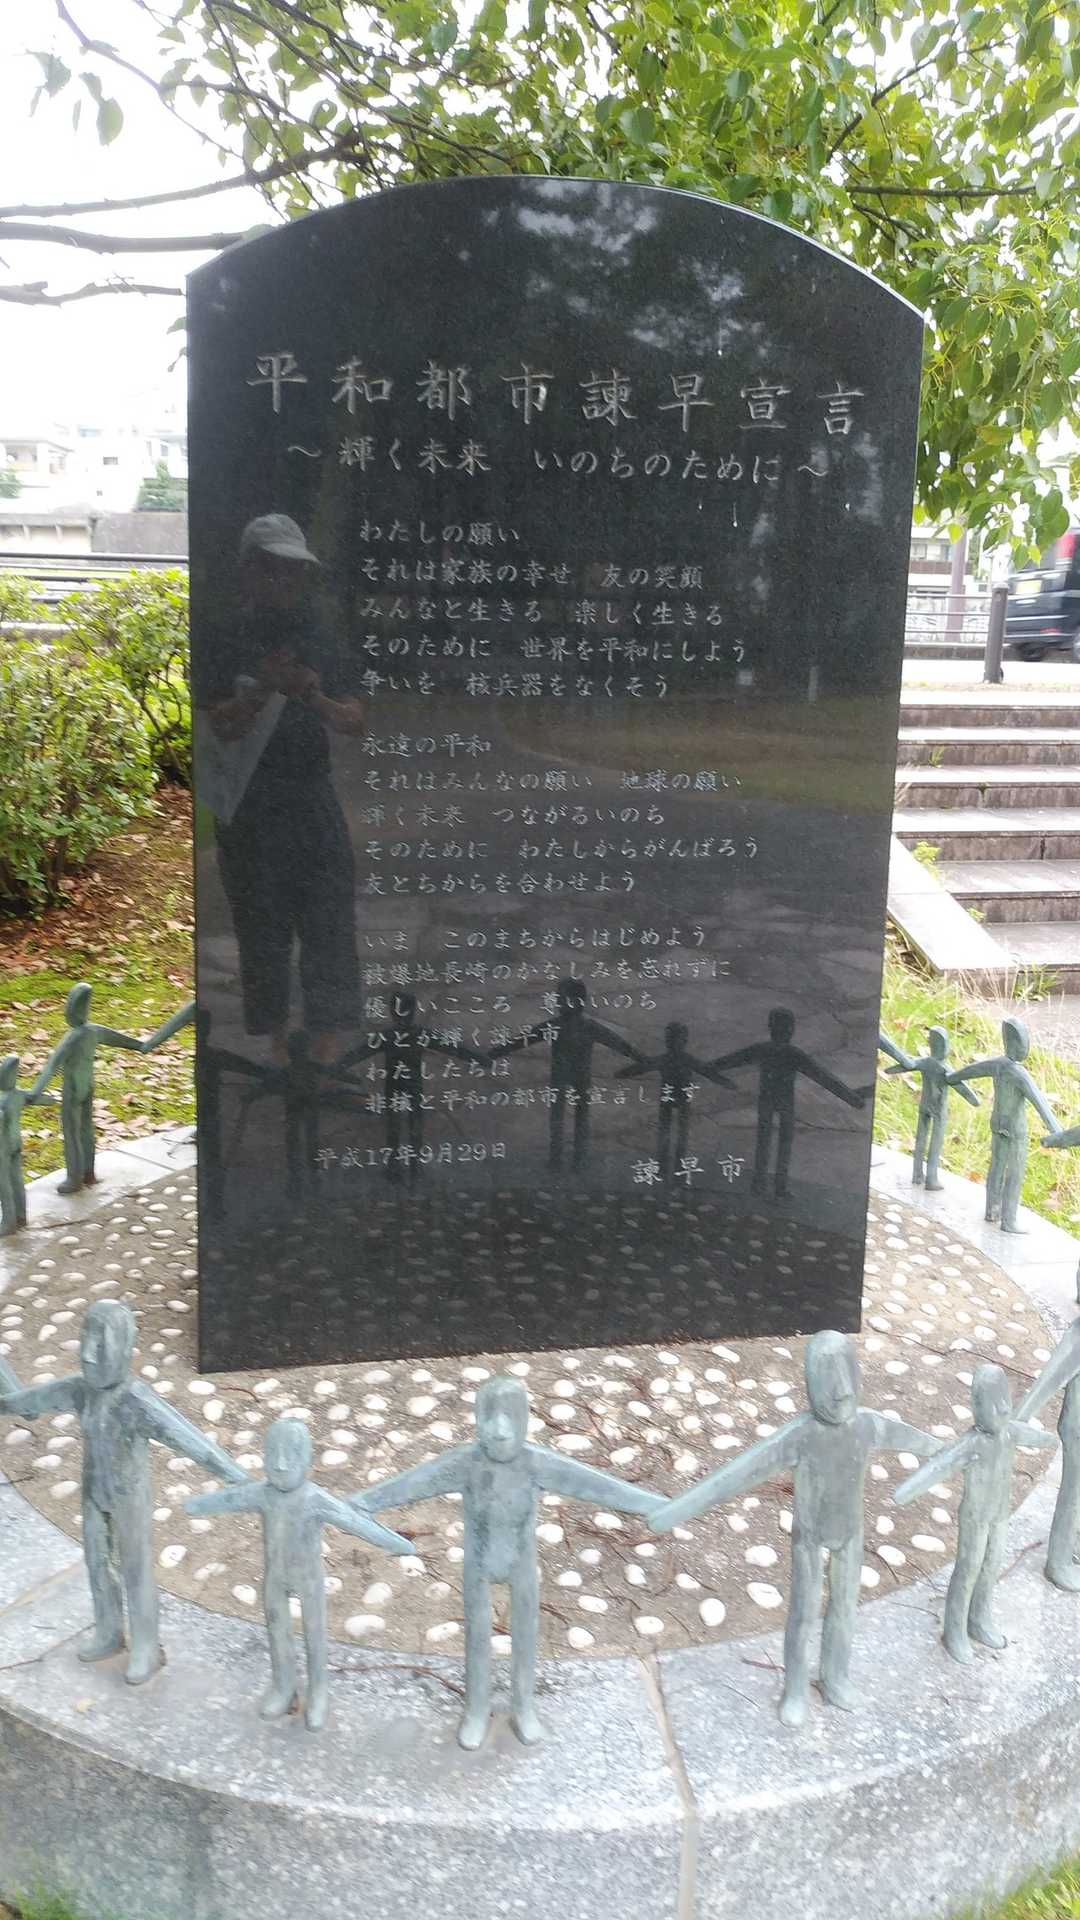 平和都市諫早宣言
～輝く未来　いのちのために～
わたしの願い
それは家族の幸せ　友の笑顔
みんなと生きる　楽しく生きる
そのために　世界を平和にしよう
争いを　核兵器をなくそう
永遠の平和
それはみんなの願い　地球の願い
輝く未来　つながるいのち
そのために　わたしからがんばろう
友とちからを合わせよう
いま　このまちからはじめよう
被爆地長崎のかなしみを忘れずに
優しいこころ　尊いいのち
ひとが輝く諫早市
わたしたちは
非核と平和の都市を宣言します
平成17年9月29日
諫早市